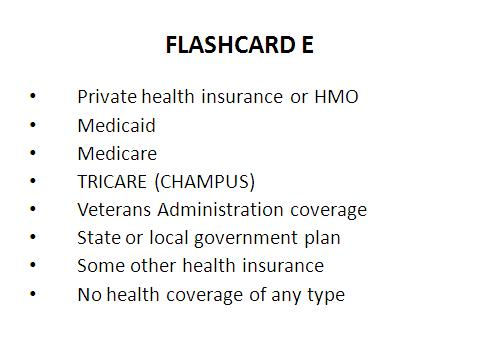 FLASHCARD E
• Private health insurance or HMO
• Medicaid
• Medicare
• TRICARE (CHAMPUS)
• Veterans Administration coverage
• State or local government plan
• Some other health insurance
• No health coverage of any type